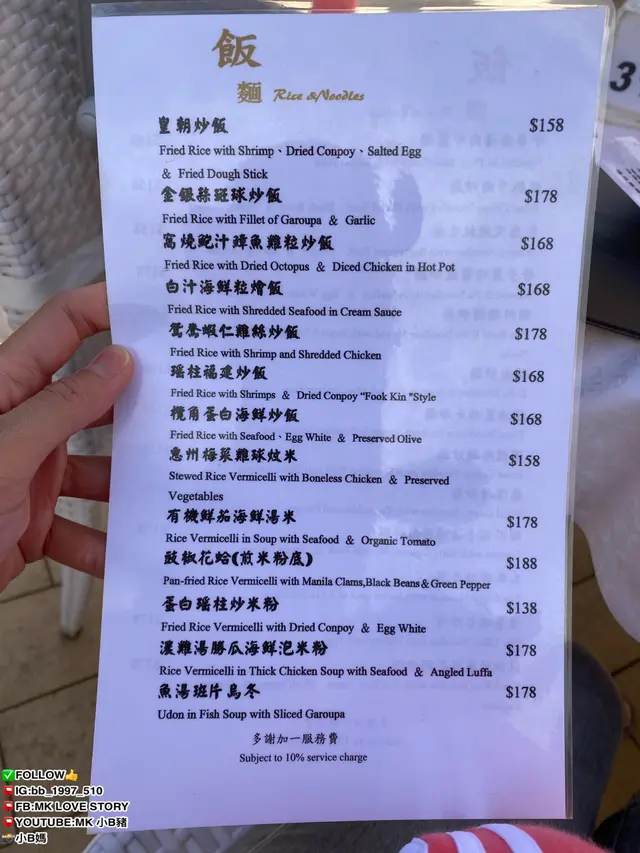 飯
麵 Rice & Noodles
皇朝炒飯 $158
Fried Rice with Shrimp、Dried Conpoy、Salted Egg
& Fried Dough Stick
金銀蒜斑球炒飯 $178
Fried Rice with Fillet of Garoupa & Garlic
窩燒鮑汁璋魚雞粒炒飯 $168
Fried Rice with Dried Octopus & Diced Chicken in Hot Pot
白汁海鮮粒燴飯 $168
Fried Rice with Shredded Seafood in Cream Sauce
鴛鴦蝦仁雞絲炒飯 $178
Fried Rice with Shrimp and Shredded Chicken
瑤柱福建炒飯 $168
Fried Rice with Shrimps & Dried Conpoy "Fook Kin "Style
欖角蛋白海鮮炒飯 $168
Fried Rice with Seafood、Egg White & Preserved Olive
惠州梅菜雞球炆米 $158
Stewed Rice Vermicelli with Boneless Chicken & Preserved
Vegetables
有機鮮茄海鮮湯米 $178
Rice Vermicelli in Soup with Seafood & Organic Tomato
豉椒花蛤(煎米粉底) $188
Pan-fried Rice Vermicelli with Manila Clams,Black Beans & Green Pepper
蛋白瑤柱炒米粉 $138
Fried Rice Vermicelli with Dried Conpoy & Egg White
濃雞湯勝瓜海鮮泡米粉 $178
Rice Vermicelli in Thick Chicken Soup with Seafood & Angled Luffa
魚湯班片烏冬 $178
Udon in Fish Soup with Sliced Garoupa
多謝加一服務費
Subject to 10% service charge
3
✅FOLLOW👍
IG:bb_1997_510
FB:MK LOVE STORY
YOUTUBE:MK 小B豬
小B媽